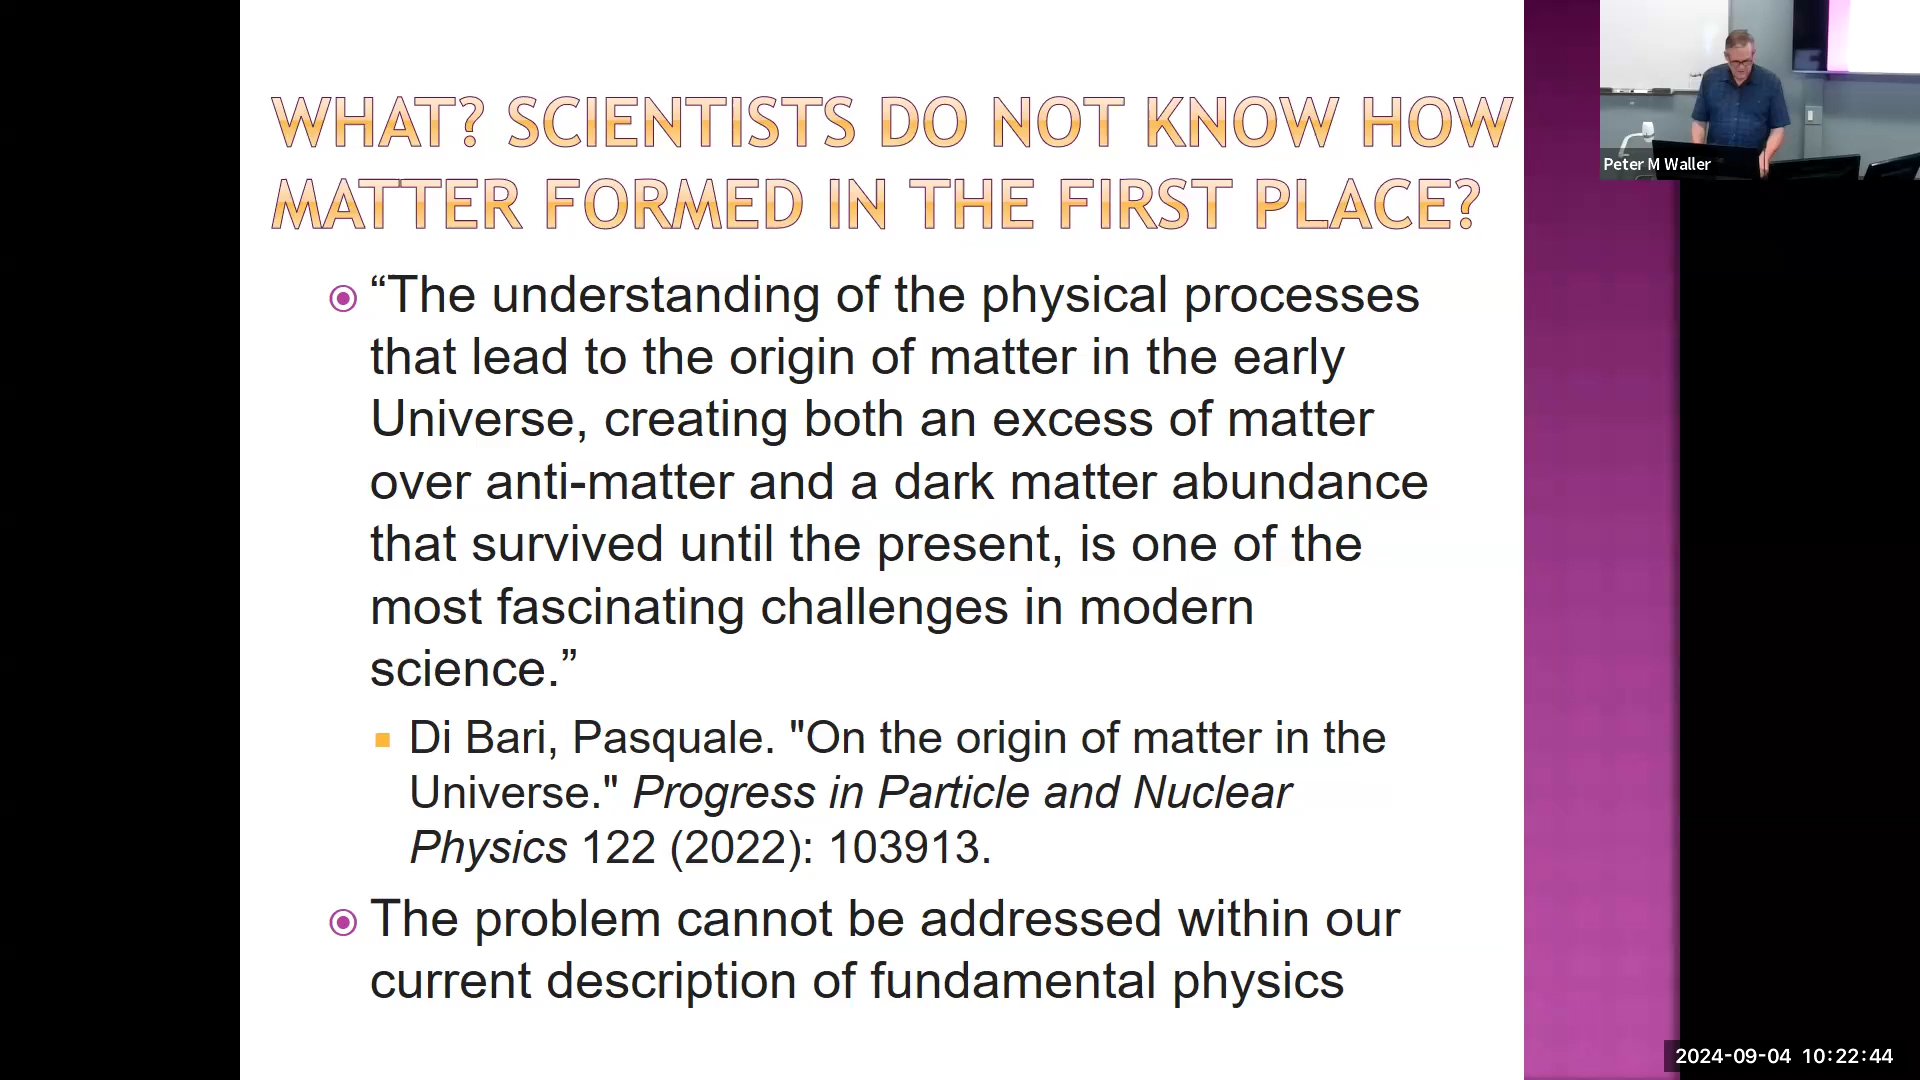 WHAT? SCIENTISTS DO NOT KNOW HOW
MATTER FORMED IN THE FIRST PLACE?
“The understanding of the physical processes
that lead to the origin of matter in the early
Universe, creating both an excess of matter
over anti-matter and a dark matter abundance
that survived until the present, is one of the
most fascinating challenges in modern
science.”
Di Bari, Pasquale. "On the origin of matter in the
Universe." Progress in Particle and Nuclear
Physics 122 (2022): 103913.
The problem cannot be addressed within our
current description of fundamental physics
Peter M Waller
2024-09-04 10:22:44